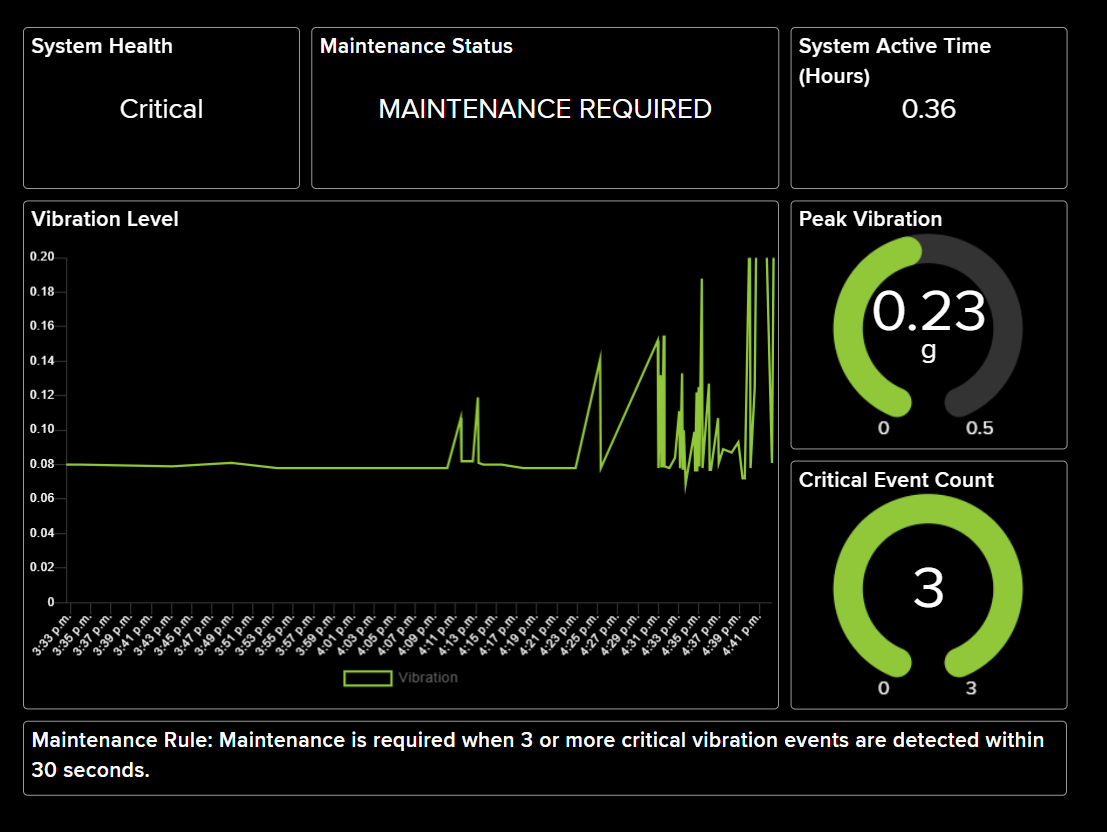 System Health
Critical
Maintenance Status
MAINTENANCE REQUIRED
System Active Time
(Hours)
0.36
Vibration Level
0.20
0.18
0.16
0.14
0.12
0.10
0.08
0.06
0.04
0.02
0
3:33 p.m.
3:35 p.m.
3:37 p.m.
3:39 p.m.
3:41 p.m.
3:43 p.m.
3:45 p.m.
3:47 p.m.
3:49 p.m.
3:51 p.m.
3:53 p.m.
3:55 p.m.
3:57 p.m.
3:59 p.m.
4:01 p.m.
4:03 p.m.
4:05 p.m.
4:07 p.m.
4:09 p.m.
4:11 p.m.
4:13 p.m.
4:15 p.m.
4:17 p.m.
4:19 p.m.
4:21 p.m.
4:23 p.m.
4:25 p.m.
4:27 p.m.
4:29 p.m.
4:31 p.m.
4:33 p.m.
4:35 p.m.
4:37 p.m.
4:39 p.m.
4:41 p.m.
Vibration
Peak Vibration
0.23
g
0
0.5
Critical Event Count
3
0
3
Maintenance Rule: Maintenance is required when 3 or more critical vibration events are detected within
30 seconds.